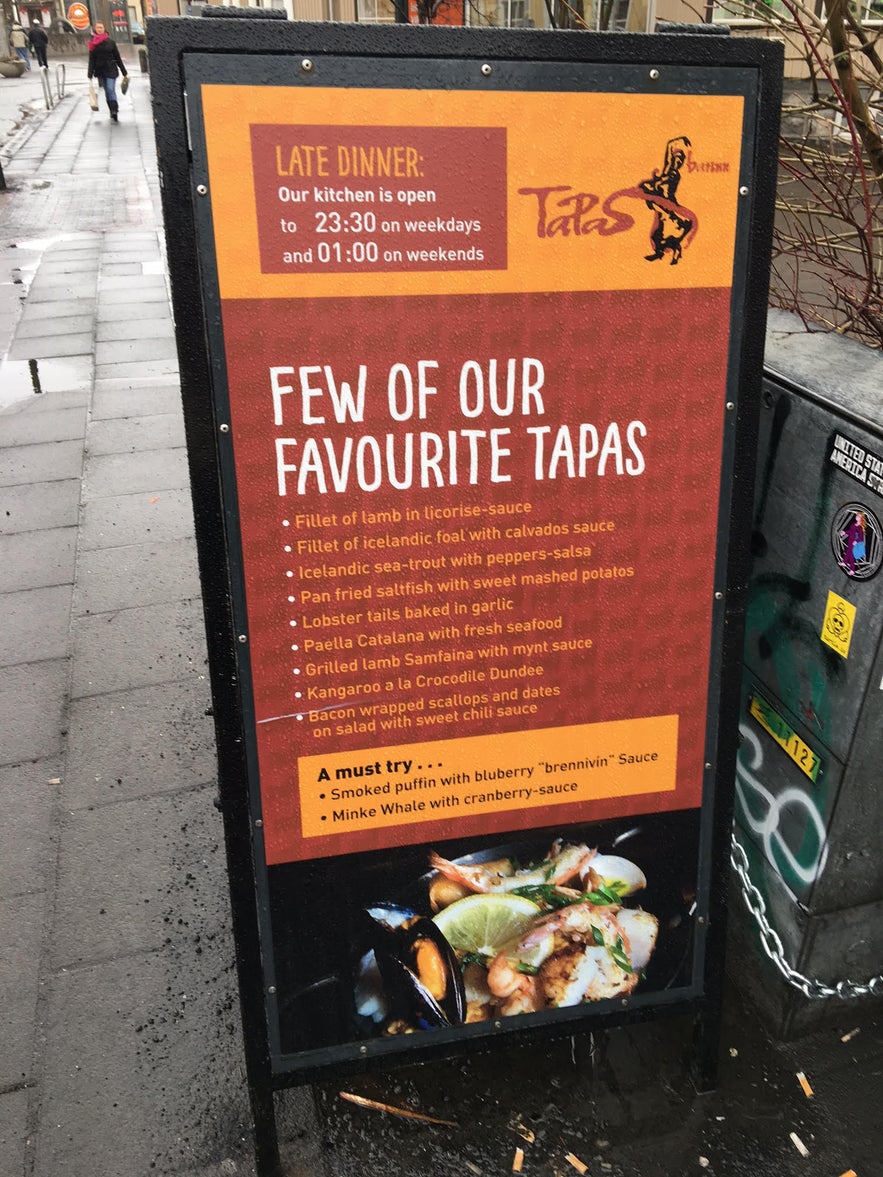 LATE DINNER:
Our kitchen is open
to 23:30 on weekdays
and 01:00 on weekends
TaPaS
barinn
FEW OF OUR
FAVOURITE TAPAS
• Fillet of lamb in licorise-sauce
• Fillet of icelandic foal with calvados sauce
• Icelandic sea-trout with peppers-salsa
• Pan fried saltfish with sweet mashed potatos
• Lobster tails baked in garlic
• Paella Catalana with fresh seafood
• Grilled lamb Samfaina with mynt sauce
• Kangaroo a la Crocodile Dundee
• Bacon wrapped scallops and dates
on salad with sweet chili sauce
A must try . . .
• Smoked puffin with bluberry "brennivín" Sauce
• Minke Whale with cranberry-sauce
UNITED STA
AMERICA
1127